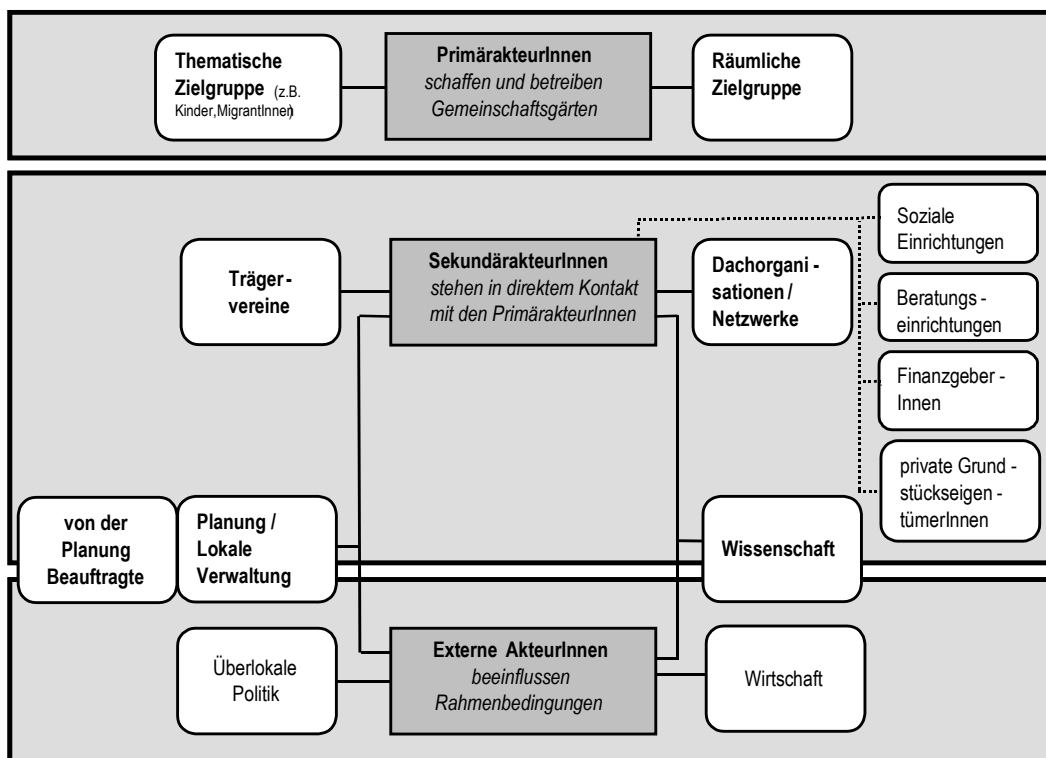 Thematische
Zielgruppe (z.B.
Kinder,MigrantInnen)
PrimärakteurInnen
schaffen und betreiben
Gemeinschaftsgärten
Räumliche
Zielgruppe
Träger-
vereine
SekundärakteurInnen
stehen in direktem Kontakt
mit den PrimärakteurInnen
Dachorgani -
sationen /
Netzwerke
Soziale
Einrichtungen
Beratungs -
einrichtungen
Finanzgeber -
Innen
private Grund -
stückseigen -
tümerInnen
von der
Planung
Beauftragte
Planung /
Lokale
Verwaltung
Wissenschaft
Überlokale
Politik
Externe AkteurInnen
beeinflussen
Rahmenbedingungen
Wirtschaft